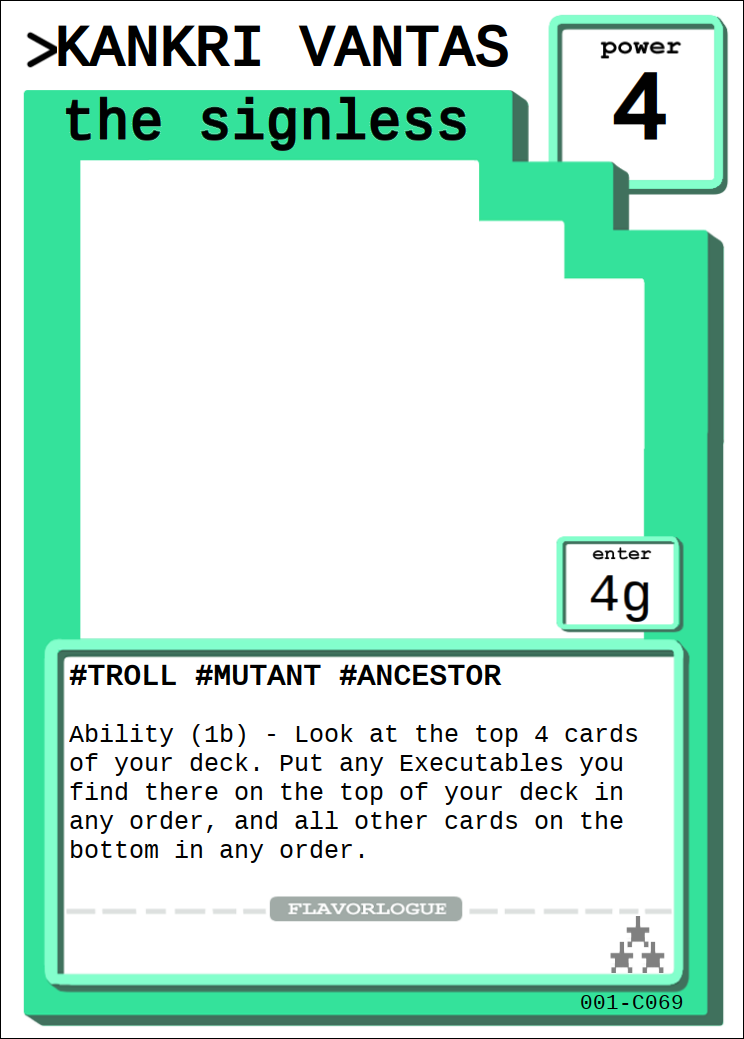 >KANKRI VANTAS
the signless
power
4
enter
4g
#TROLL #MUTANT #ANCESTOR
Ability (1b) - Look at the top 4 cards
of your deck. Put any Executables you
find there on the top of your deck in
any order, and all other cards on the
bottom in any order.
FLAVORLOGUE
001-C069